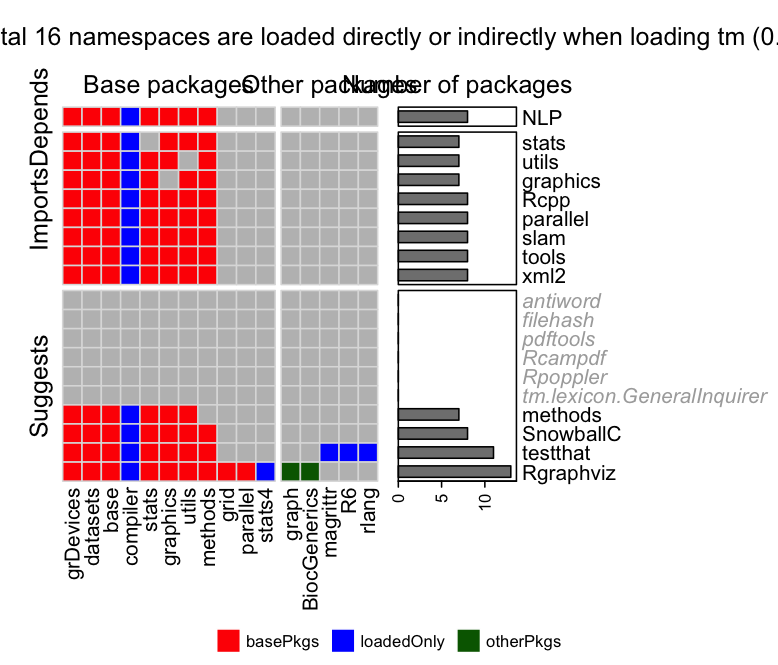 tal 16 namespaces are loaded directly or indirectly when loading tm (0.
Base packages Other packages Number of packages
Depends
NLP
Imports
stats
utils
graphics
Rcpp
parallel
slam
tools
xml2
Suggests
antiword
filehash
pdftools
Rcampdf
Rpoppler
tm.lexicon.GeneralInquirer
methods
SnowballC
testthat
Rgraphviz
0 5 10
grDevices
datasets
base
compiler
stats
graphics
utils
methods
grid
parallel
stats4
graph
BiocGenerics
magrittr
R6
rlang
basePkgs loadedOnly otherPkgs